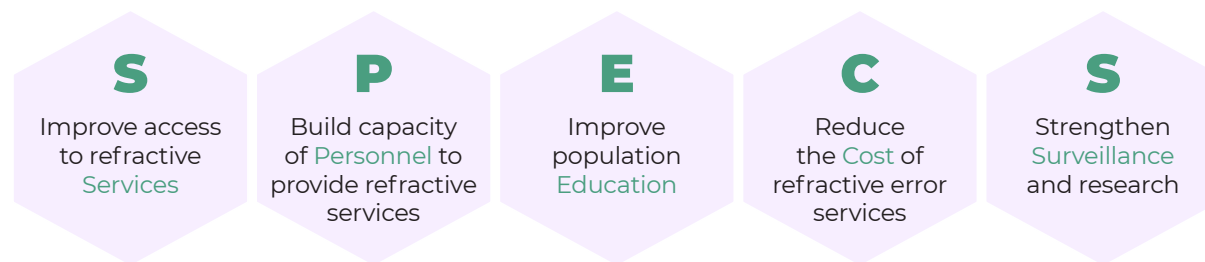 S
Improve access
to refractive
Services
P
Build capacity
of Personnel to
provide refractive
services
E
Improve
population
Education
C
Reduce
the Cost of
refractive error
services
S
Strengthen
Surveillance
and research